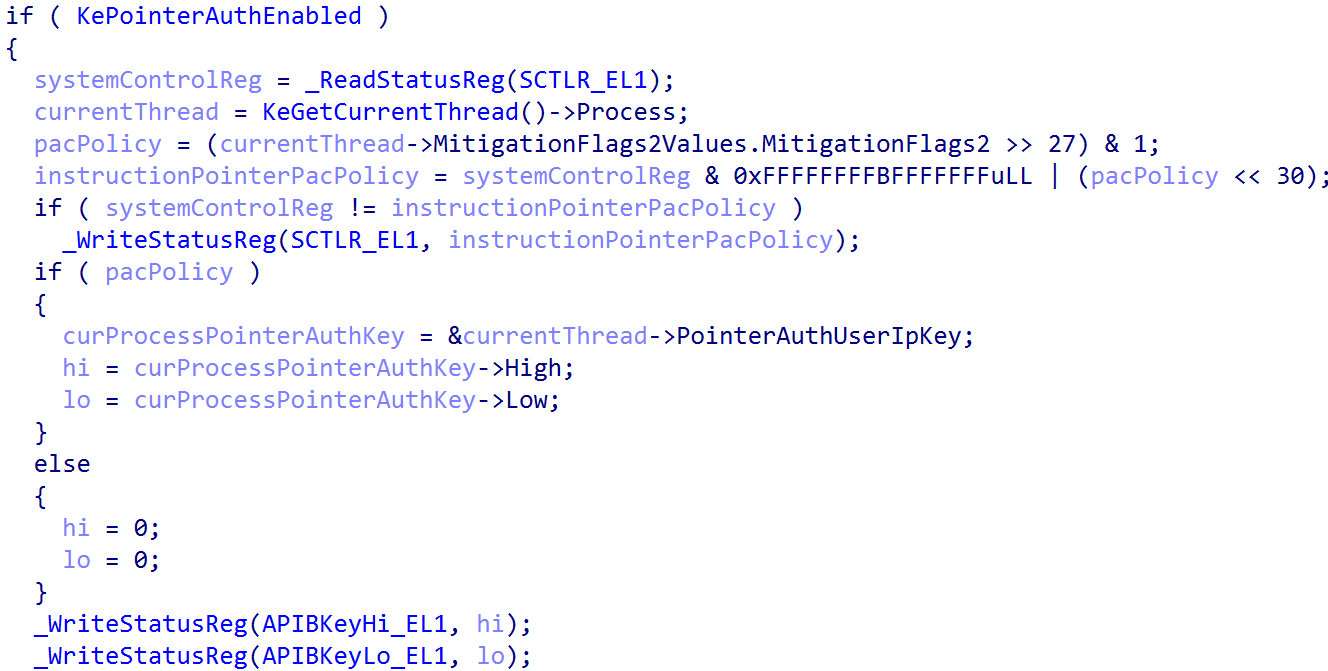 if ( KePointerAuthEnabled )
{
  systemControlReg = _ReadStatusReg(SCTLR_EL1);
  currentThread = KeGetCurrentThread()->Process;
  pacPolicy = (currentThread->MitigationFlags2Values.MitigationFlags2 >> 27) & 1;
  instructionPointerPacPolicy = systemControlReg & 0xFFFFFFFFBFFFFFFFuLL | (pacPolicy << 30);
  if ( systemControlReg != instructionPointerPacPolicy )
    _WriteStatusReg(SCTLR_EL1, instructionPointerPacPolicy);
  if ( pacPolicy )
  {
    curProcessPointerAuthKey = &currentThread->PointerAuthUserIpKey;
    hi = curProcessPointerAuthKey->High;
    lo = curProcessPointerAuthKey->Low;
  }
  else
  {
    hi = 0;
    lo = 0;
  }
  _WriteStatusReg(APIBKeyHi_EL1, hi);
  _WriteStatusReg(APIBKeyLo_EL1, lo);